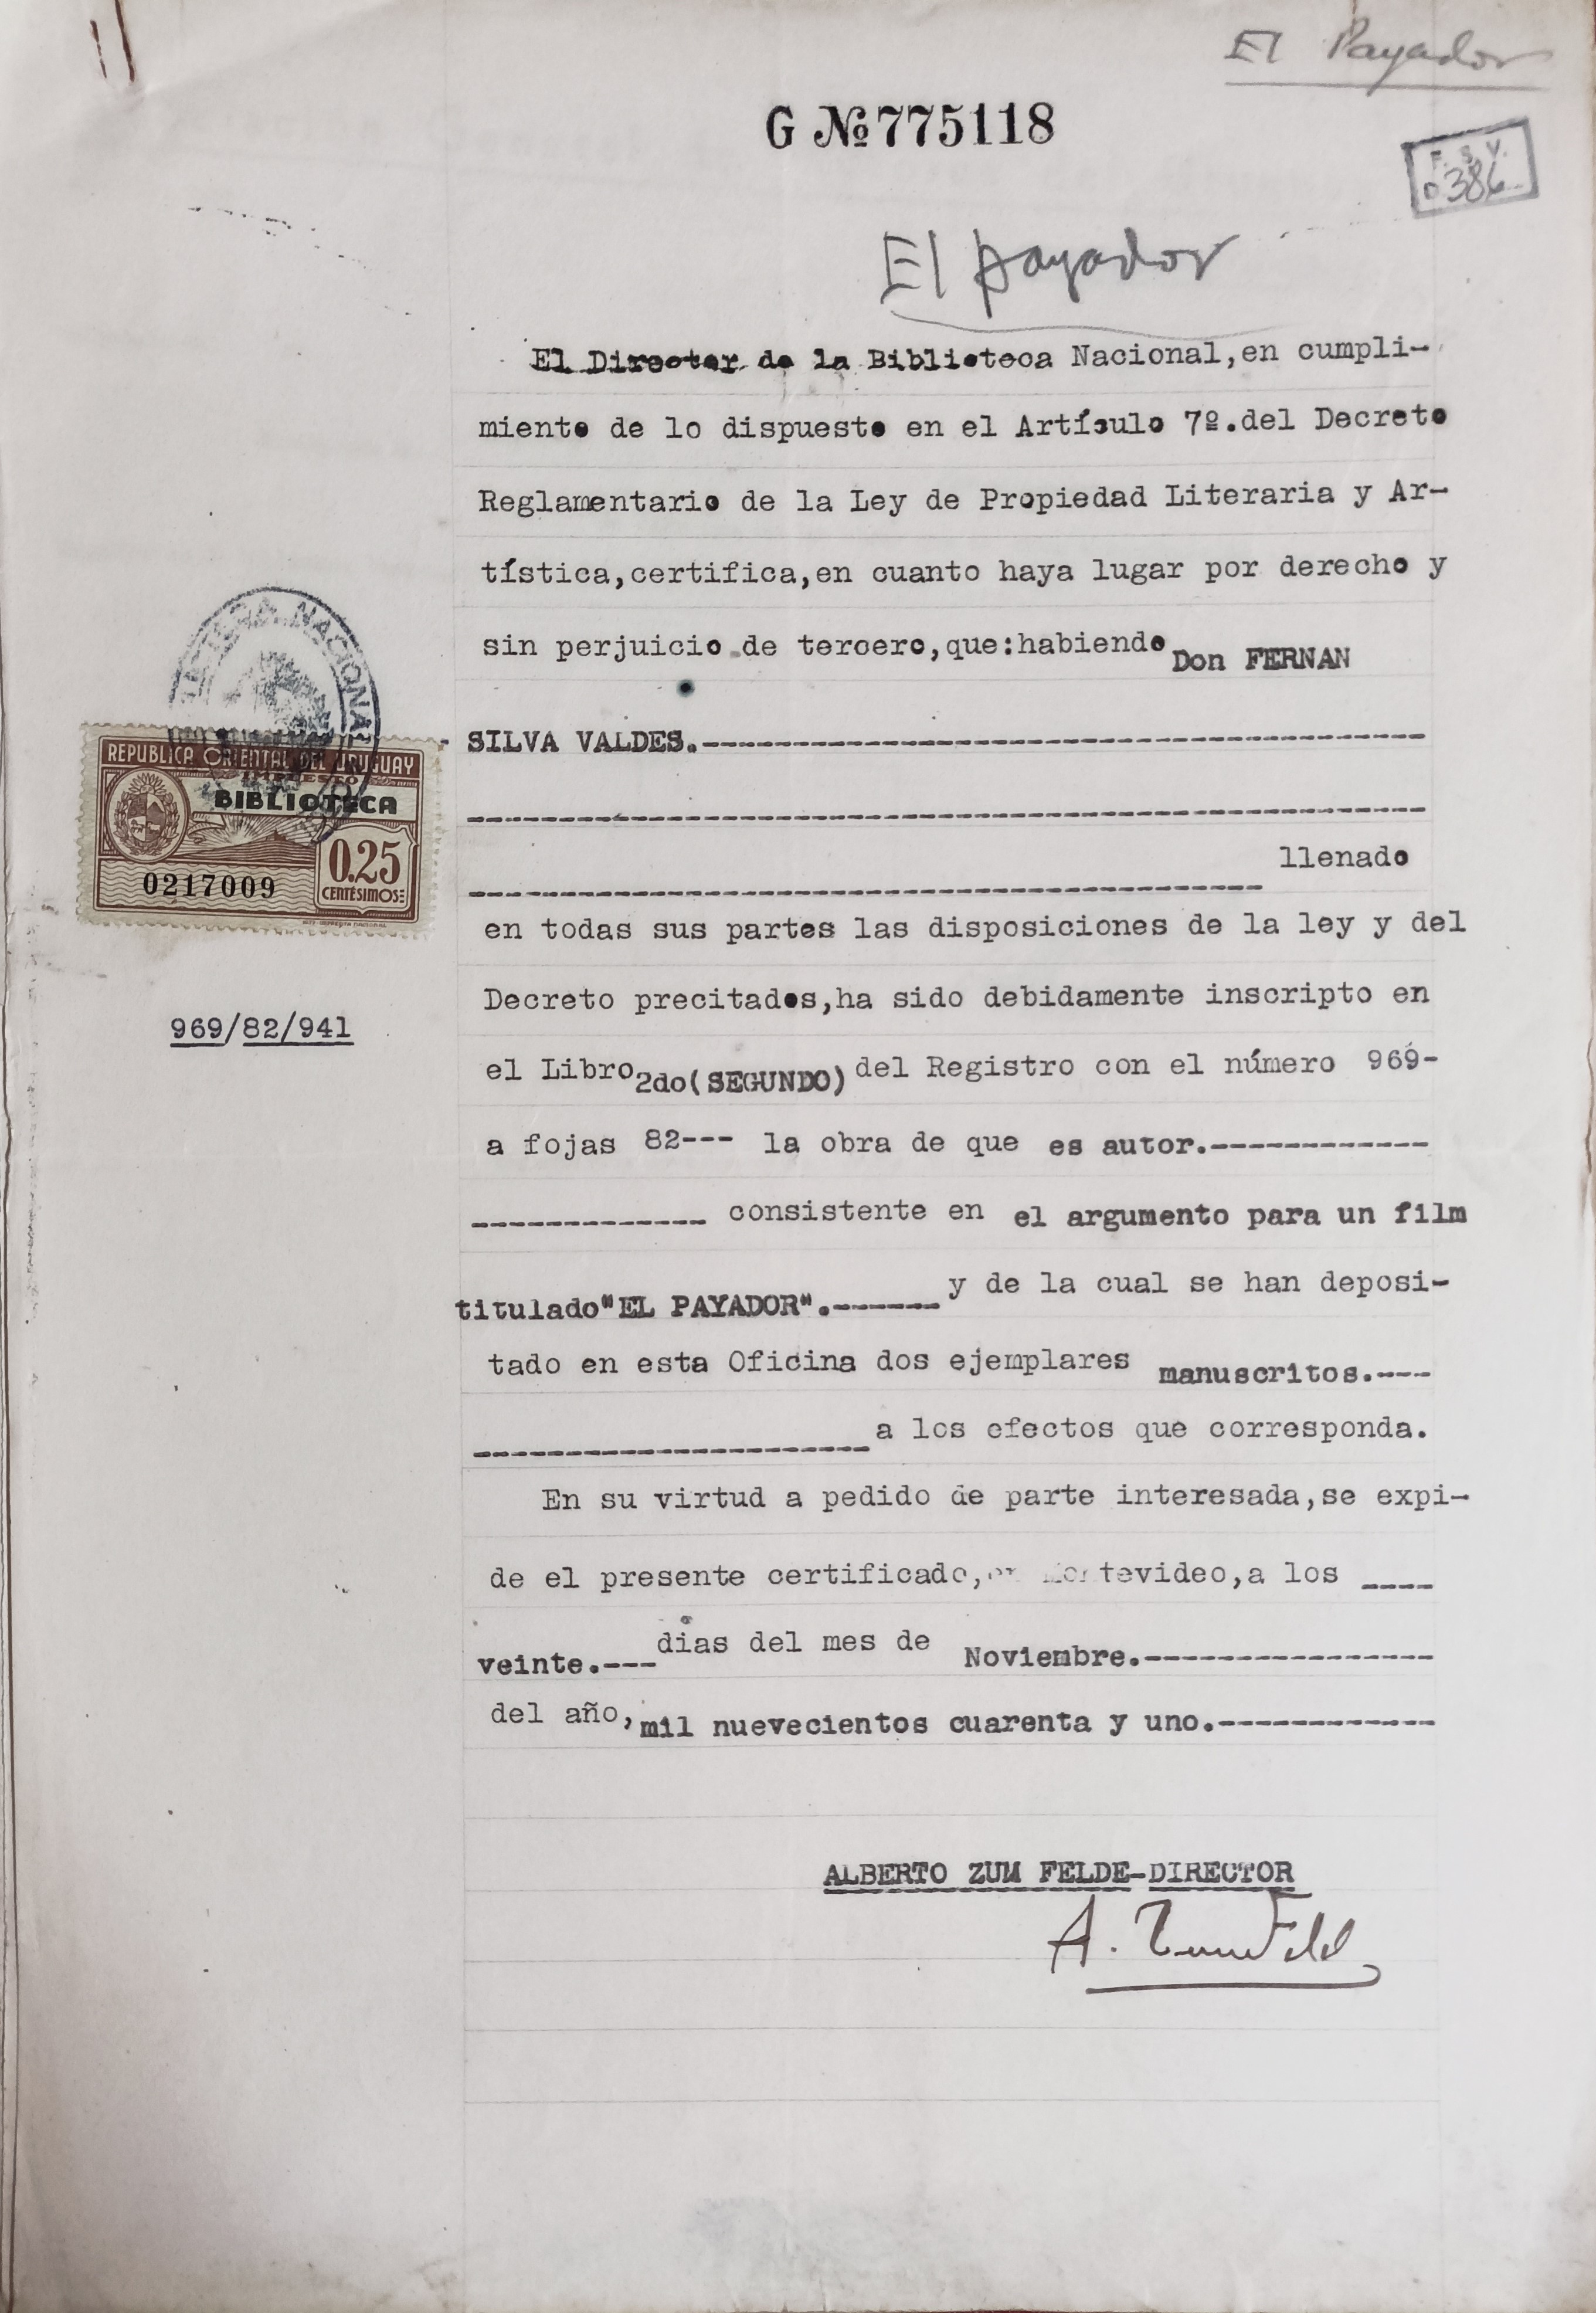 El Payador
G №775118
F. S. V.
D 386
El payador
El Director de la Biblioteca Nacional,en cumpli-
miento de lo dispuesto en el Artículo 7º.del Decreto
Reglamentario de la Ley de Propiedad Literaria y Ar-
tística,certifica,en cuanto haya lugar por derecho y
sin perjuicio de tercero,que:habiendo Don FERNAN
SILVA VALDES.-----------------------------------------
------------------------------------------------------
--------------------------------------------- llenado
en todas sus partes las disposiciones de la ley y del
Decreto precitados,ha sido debidamente inscripto en
el Libro 2do(SEGUNDO) del Registro con el número 969-
a fojas 82--- la obra de que es autor.------------
------------- consistente en el argumento para un film
titulado"EL PAYADOR".------ y de la cual se han deposi-
tado en esta Oficina dos ejemplares manuscritos.---
---------------------- a los efectos que corresponda.
En su virtud a pedido de parte interesada,se expi-
de el presente certificado,en Montevideo,a los ----
veinte.--- dias del mes de Noviembre.----------------
del año, mil nuevecientos cuarenta y uno.------------
ALBERTO ZUM FELDE-DIRECTOR
A. Zum Felde
BIBLIOTECA NACIONAL
REPUBLICA ORIENTAL DEL URUGUAY
IMPUESTO
BIBLIOTECA
0.25
CENTÉSIMOS
0217009
969/82/941